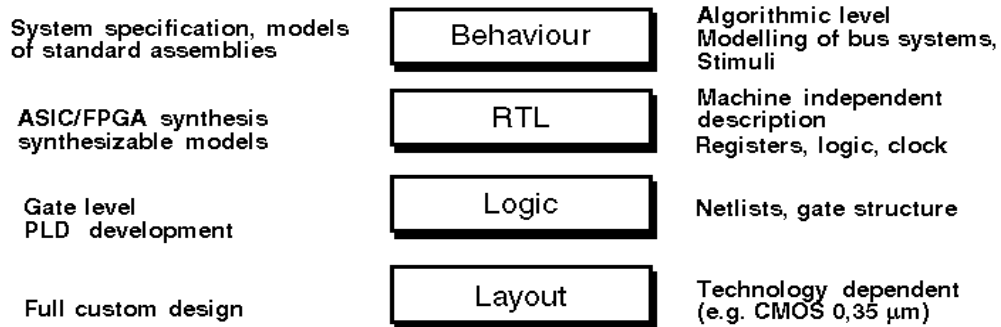 System specification, models
of standard assemblies
Behaviour
Algorithmic level
Modelling of bus systems,
Stimuli
ASIC/FPGA synthesis
synthesizable models
RTL
Machine independent
description
Registers, logic, clock
Gate level
PLD development
Logic
Netlists, gate structure
Full custom design
Layout
Technology dependent
(e.g. CMOS 0,35 µm)